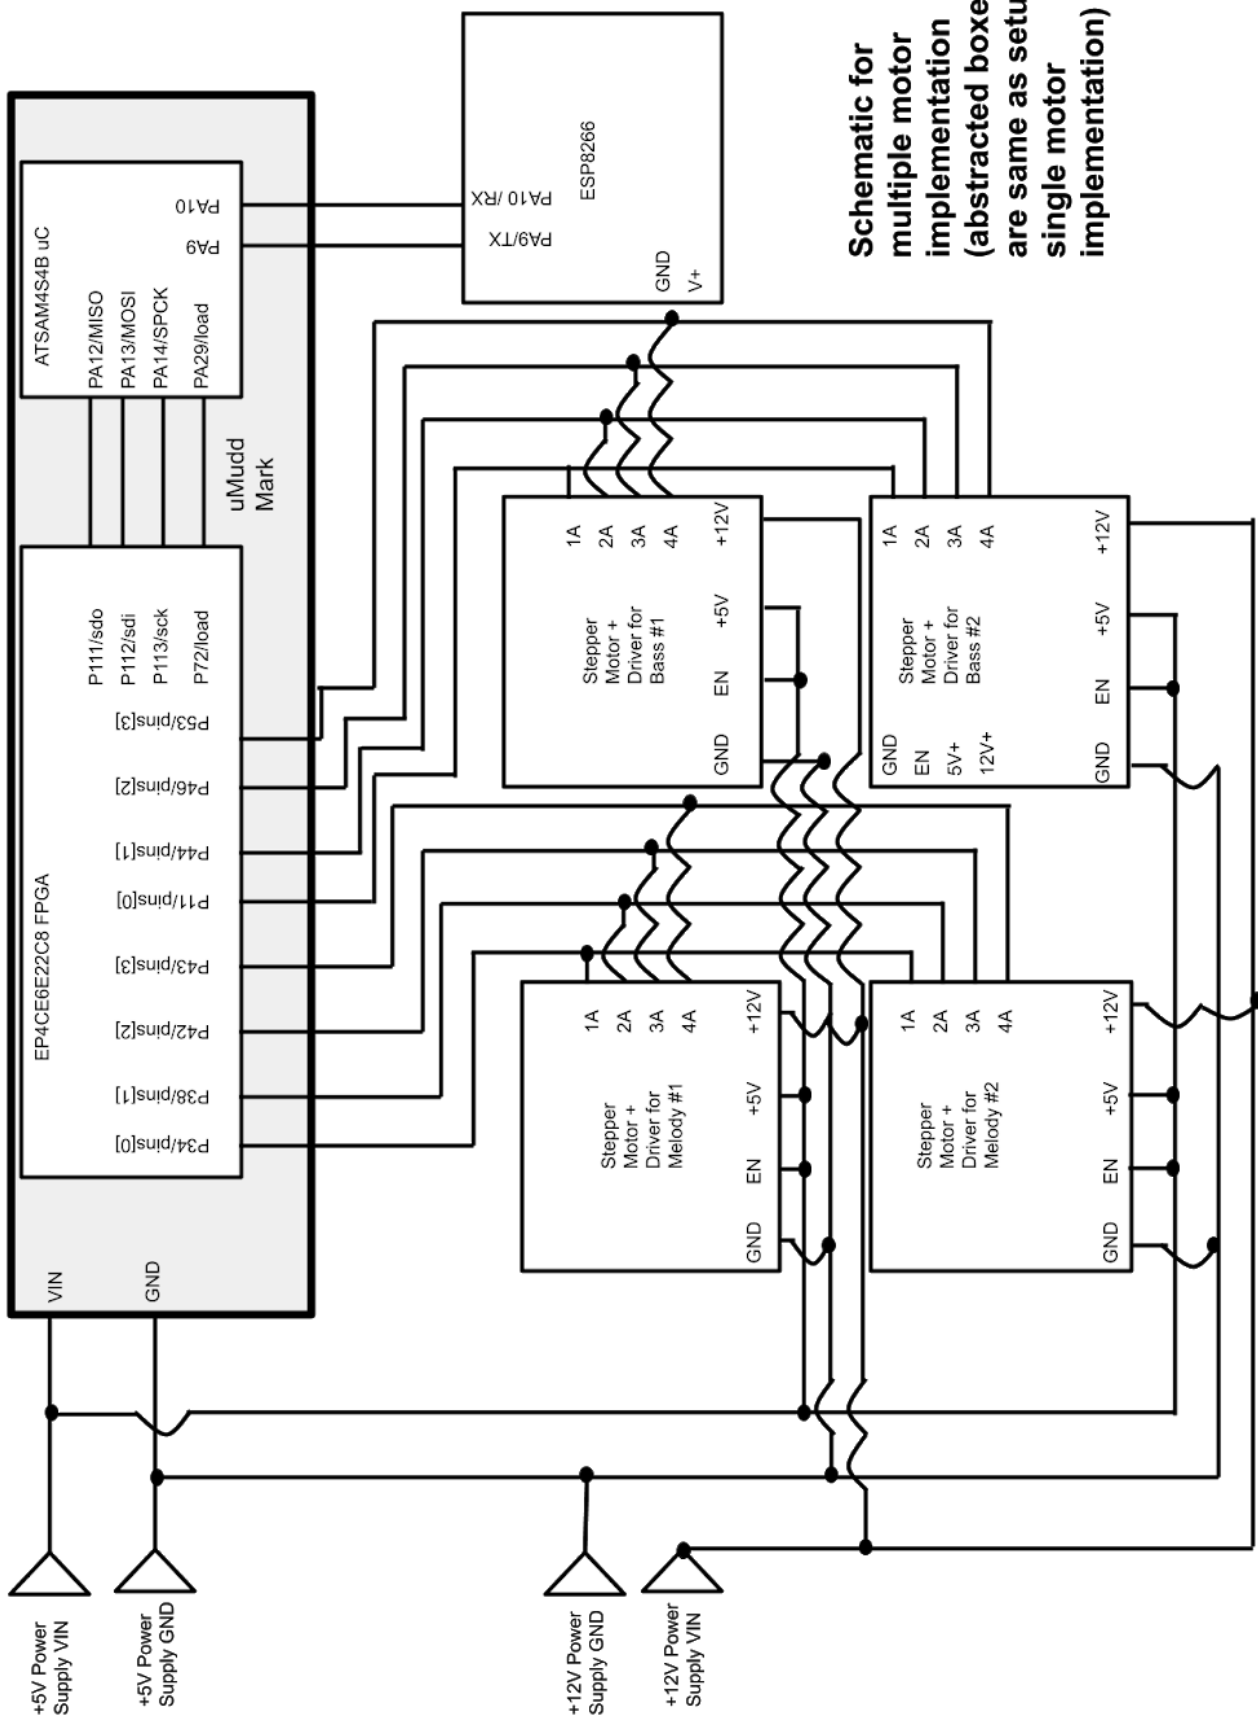 Schematic for
multiple motor
implementation
(abstracted boxe
are same as setu
single motor
implementation)
ATSAM4S4B uC
PA12/MISO
PA13/MOSI
PA14/SPCK
PA29/load
PA9
PA10
uMudd
Mark
EP4CE6E22C8 FPGA
P111/sdo
P112/sdi
P113/sck
P72/load
P34/pins[0]
P38/pins[1]
P42/pins[2]
P43/pins[3]
P11/pins[0]
P44/pins[1]
P46/pins[2]
P53/pins[3]
VIN
GND
ESP8266
PA10 /RX
PA9/TX
GND
V+
Stepper
Motor +
Driver for
Bass #1
1A
2A
3A
4A
GND
EN
+5V
+12V
Stepper
Motor +
Driver for
Bass #2
1A
2A
3A
4A
GND
EN
5V+
12V+
GND
EN
+5V
+12V
Stepper
Motor +
Driver for
Melody #1
1A
2A
3A
4A
GND
EN
+5V
+12V
Stepper
Motor +
Driver for
Melody #2
1A
2A
3A
4A
GND
EN
+5V
+12V
+5V Power
Supply VIN
+5V Power
Supply GND
+12V Power
Supply GND
+12V Power
Supply VIN